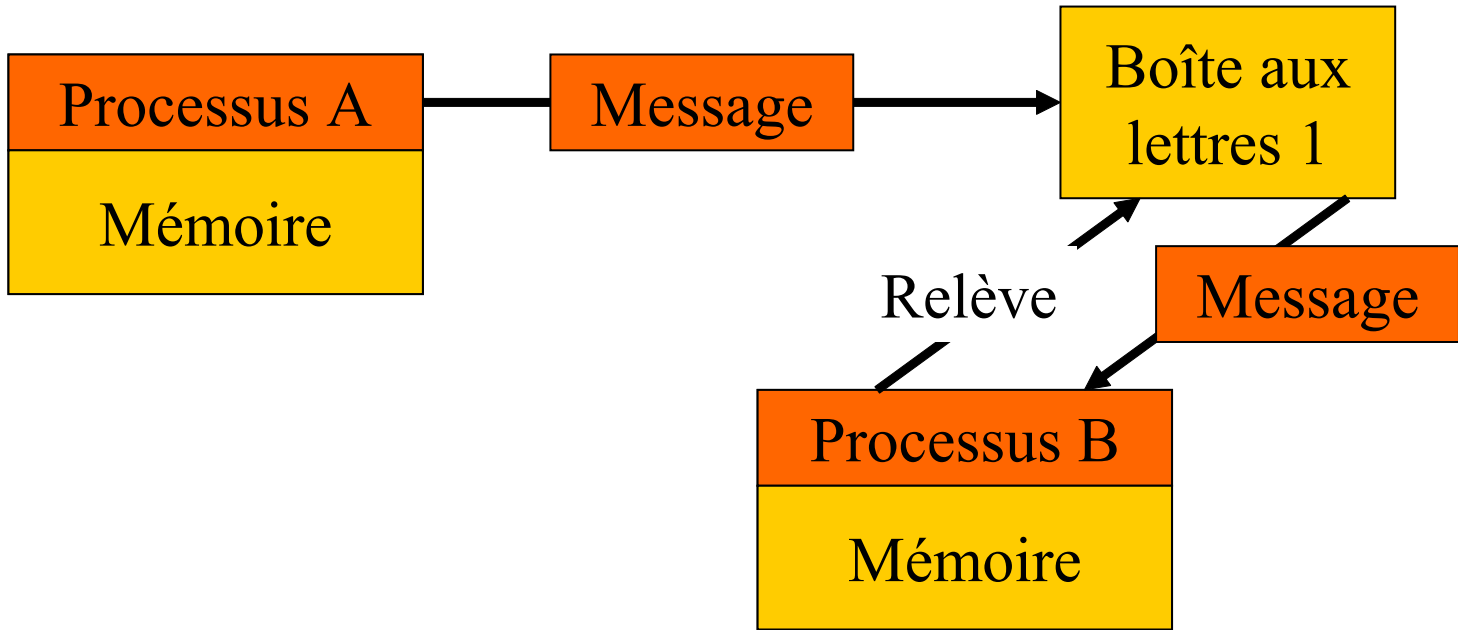 Processus A
Mémoire
Message
Boîte aux
lettres 1
Relève
Message
Processus B
Mémoire